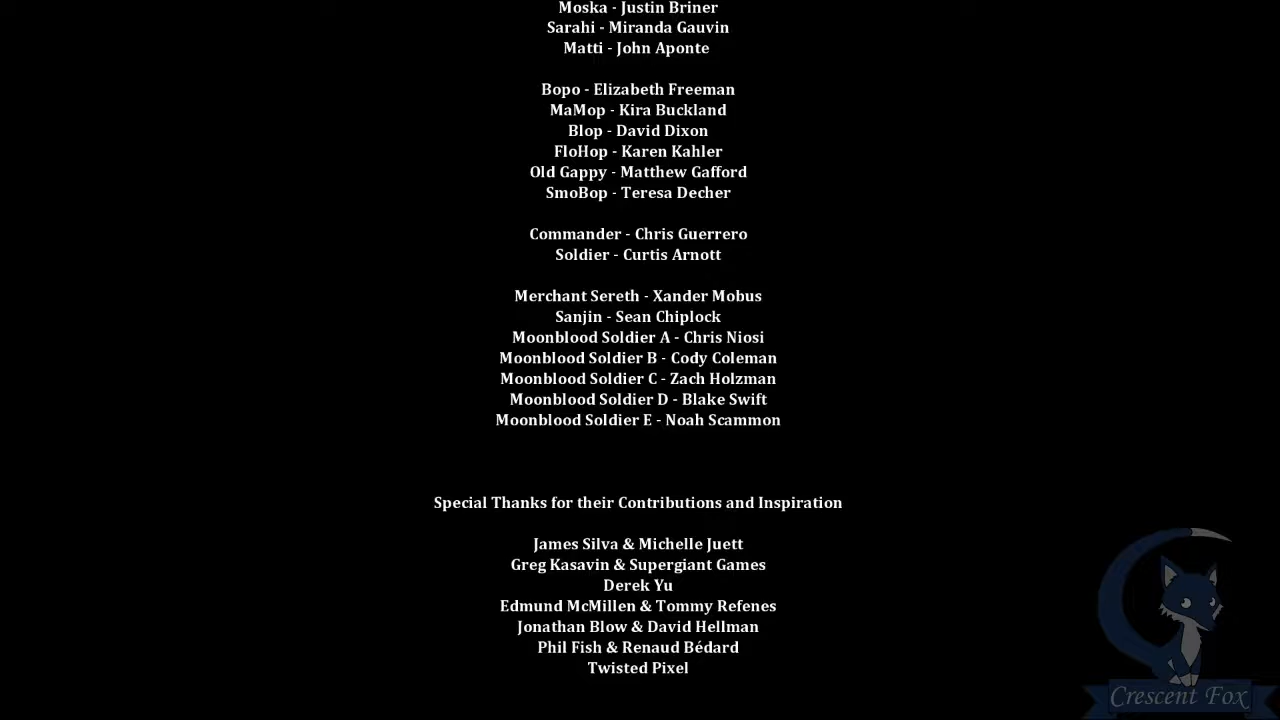 Moska - Justin Briner
Sarahi - Miranda Gauvin
Matti - John Aponte
Bopo - Elizabeth Freeman
MaMop - Kira Buckland
Blop - David Dixon
FloHop - Karen Kahler
Old Gappy - Matthew Gafford
SmoBop - Teresa Decher
Commander - Chris Guerrero
Soldier - Curtis Arnott
Merchant Sereth - Xander Mobus
Sanjin - Sean Chiplock
Moonblood Soldier A - Chris Niosi
Moonblood Soldier B - Cody Coleman
Moonblood Soldier C - Zach Holzman
Moonblood Soldier D - Blake Swift
Moonblood Soldier E - Noah Scammon
Special Thanks for their Contributions and Inspiration
James Silva & Michelle Juett
Greg Kasavin & Supergiant Games
Derek Yu
Edmund McMillen & Tommy Refenes
Jonathan Blow & David Hellman
Phil Fish & Renaud Bédard
Twisted Pixel
Crescent Fox